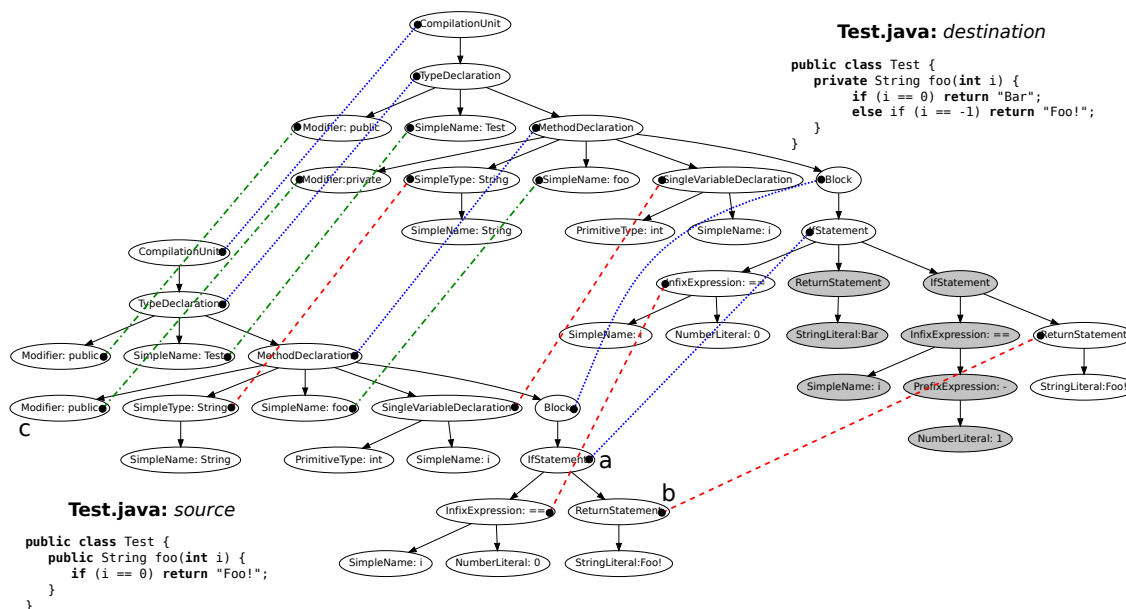 CompilationUnit
Test.java: destination
TypeDeclaration
public class Test {
private String foo(int i) {
if (i == 0) return "Bar";
else if (i == -1) return "Foo!";
}
}
Modifier: public
SimpleName: Test
MethodDeclaration
Modifier:private
SimpleType: String
SimpleName: foo
SingleVariableDeclaration
Block
SimpleName: String
PrimitiveType: int
SimpleName: i
IfStatement
CompilationUnit
InfixExpression: ==
ReturnStatement
IfStatement
TypeDeclaration
SimpleName: i
NumberLiteral: 0
StringLiteral:Bar
InfixExpression: ==
ReturnStatement
Modifier: public
SimpleName: Test
MethodDeclaration
SimpleName: i
PrefixExpression: -
StringLiteral:Foo!
Modifier: public
SimpleType: String
SimpleName: foo
SingleVariableDeclaration
Block
c
NumberLiteral: 1
SimpleName: String
PrimitiveType: int
SimpleName: i
IfStatement
a
b
Test.java: source
InfixExpression: ==
ReturnStatement
public class Test {
public String foo(int i) {
if (i == 0) return "Foo!";
}
}
SimpleName: i
NumberLiteral: 0
StringLiteral:Foo!